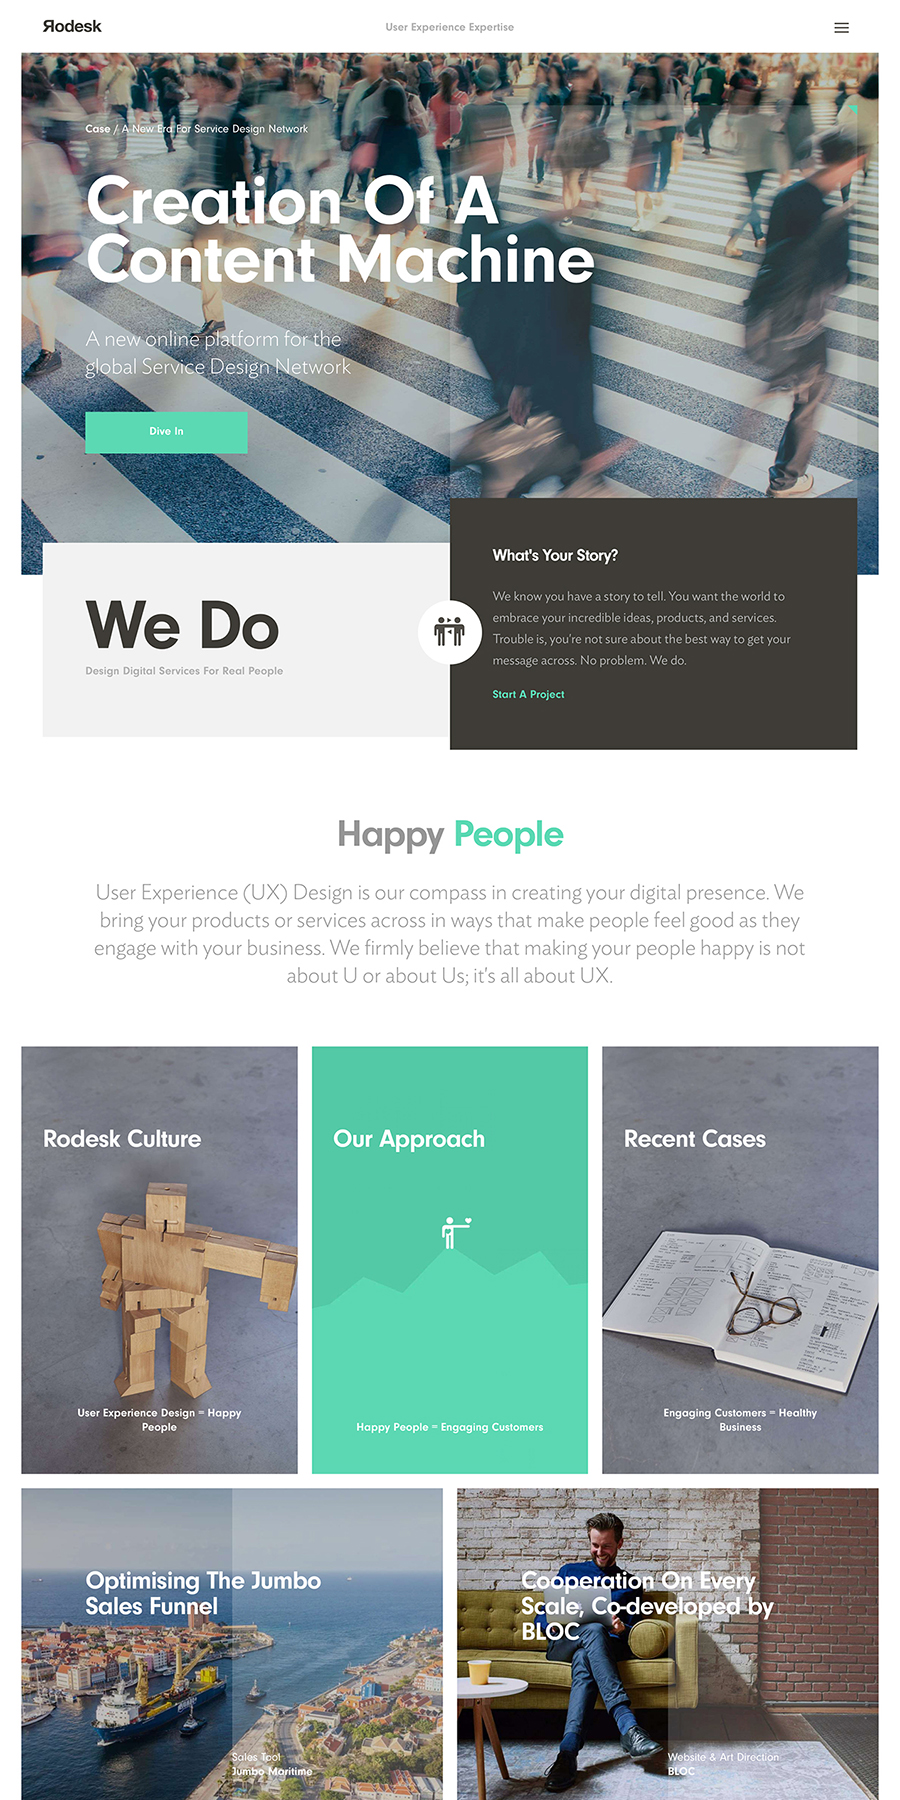 Яodesk
User Experience Expertise
Case / A New Era For Service Design Network
Creation Of A
Content Machine
A new online platform for the
global Service Design Network
Dive In
We Do
Design Digital Services For Real People
What's Your Story?
We know you have a story to tell. You want the world to
embrace your incredible ideas, products, and services.
Trouble is, you're not sure about the best way to get your
message across. No problem. We do.
Start A Project
Happy People
User Experience (UX) Design is our compass in creating your digital presence. We
bring your products or services across in ways that make people feel good as they
engage with your business. We firmly believe that making your people happy is not
about U or about Us; it's all about UX.
Rodesk Culture
User Experience Design = Happy
People
Our Approach
Happy People = Engaging Customers
Recent Cases
Engaging Customers = Healthy
Business
Optimising The Jumbo
Sales Funnel
Sales Tool
Jumbo Maritime
Cooperation On Every
Scale, Co-developed by
BLOC
Website & Art Direction
BLOC